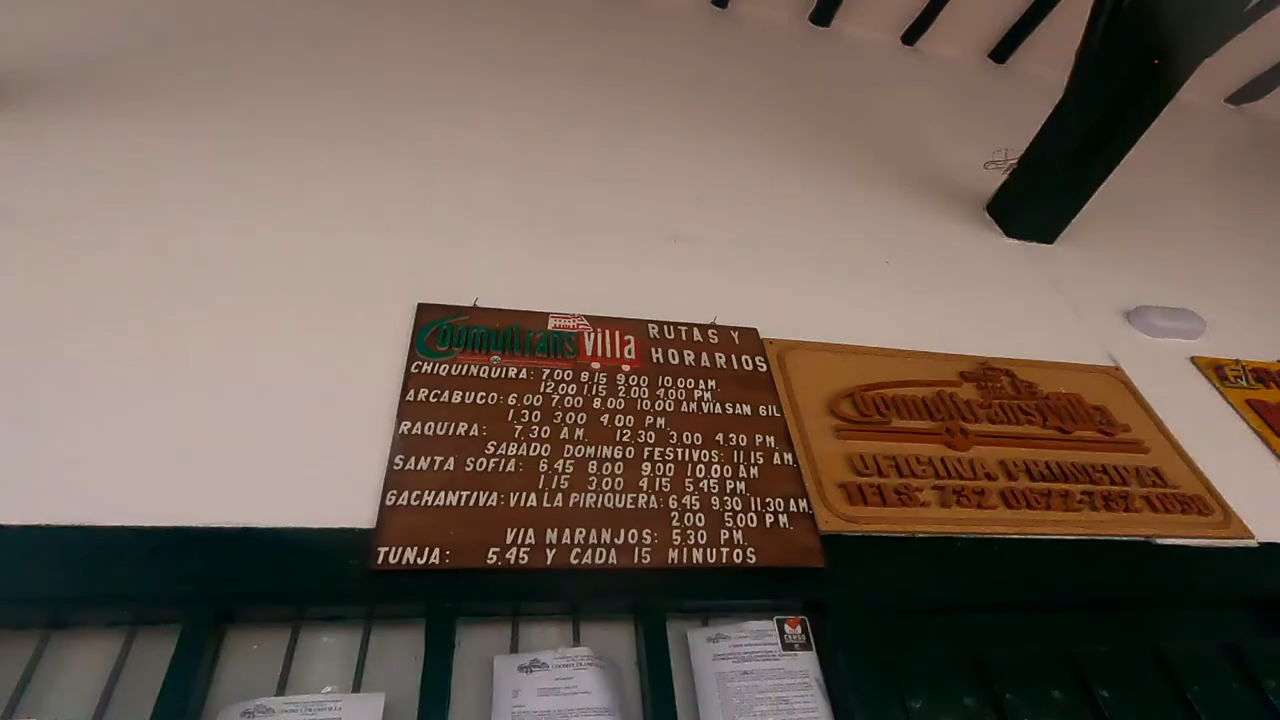 Coomultransvilla RUTAS Y HORARIOS
CHIQUINQUIRA: 7.00 8.15 9.00 10.00 AM.
12.00 1.15 2.00 4.00 PM.
ARCABUCO: 6.00 7.00 8.00 10.00 AM. VIA SAN GIL
1.30 3.00 4.00 PM.
RAQUIRA: 7.30 A.M. 12.30 3.00 4.30 PM.
SABADO DOMINGO FESTIVOS: 11.15 AM.
SANTA SOFIA: 6.45 8.00 9.00 10.00 AM
1.15 3.00 4.15 5.45 PM.
GACHANTIVA: VIA LA PIRIQUERA: 6.45 9.30 11.30 AM.
2.00 5.00 PM.
VIA NARANJOS: 5.30 PM.
TUNJA: 5.45 Y CADA 15 MINUTOS
CoomultransVilla
OFICINA PRINCIPAL
TELS. 732 0672-732